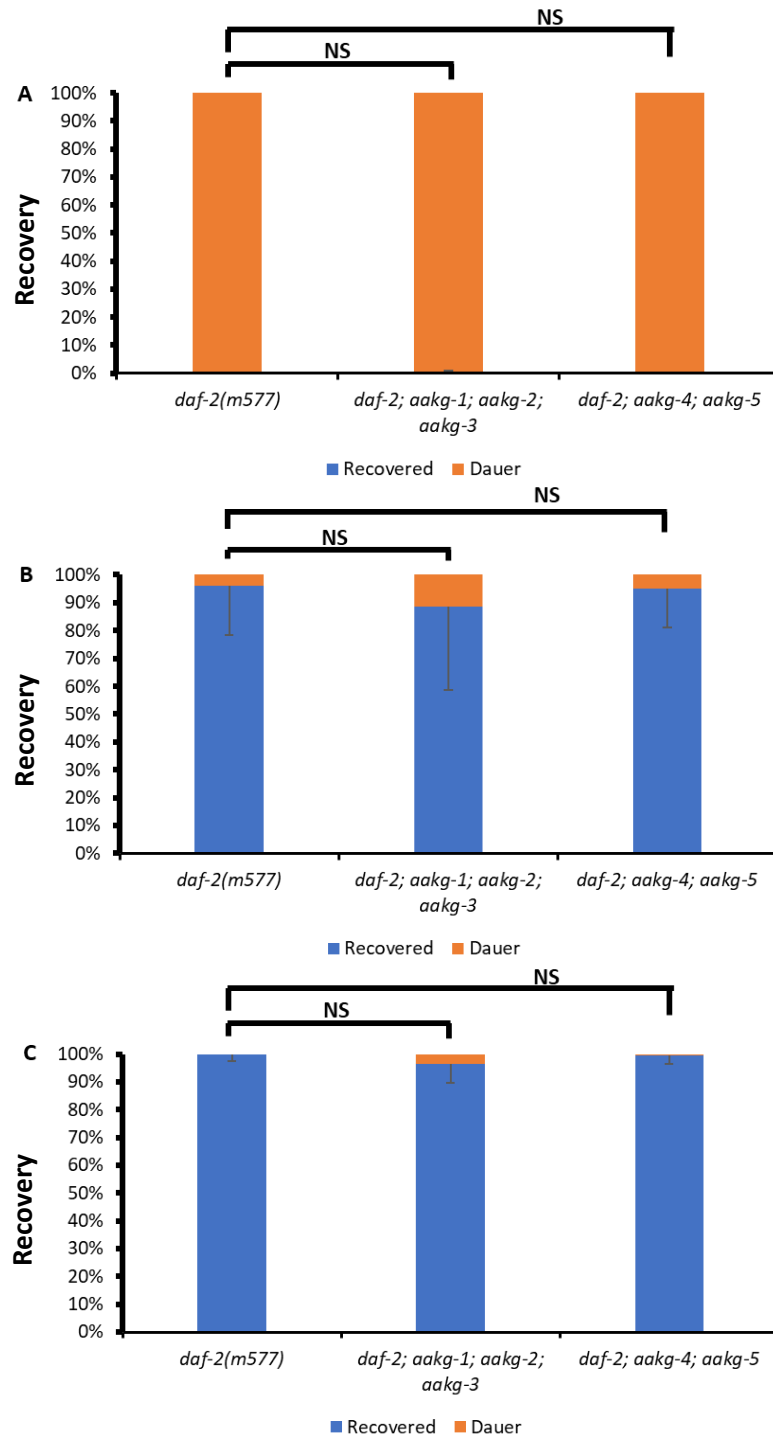 NS
NS
A
100%
90%
80%
70%
60%
50%
40%
30%
20%
10%
0%
Recovery
daf-2(m577)
daf-2; aakg-1; aakg-2;
aakg-3
daf-2; aakg-4; aakg-5
Recovered
Dauer
NS
NS
B
100%
90%
80%
70%
60%
50%
40%
30%
20%
10%
0%
Recovery
daf-2(m577)
daf-2; aakg-1; aakg-2;
aakg-3
daf-2; aakg-4; aakg-5
Recovered
Dauer
NS
NS
C
100%
90%
80%
70%
60%
50%
40%
30%
20%
10%
0%
Recovery
daf-2(m577)
daf-2; aakg-1; aakg-2;
aakg-3
daf-2; aakg-4; aakg-5
Recovered
Dauer